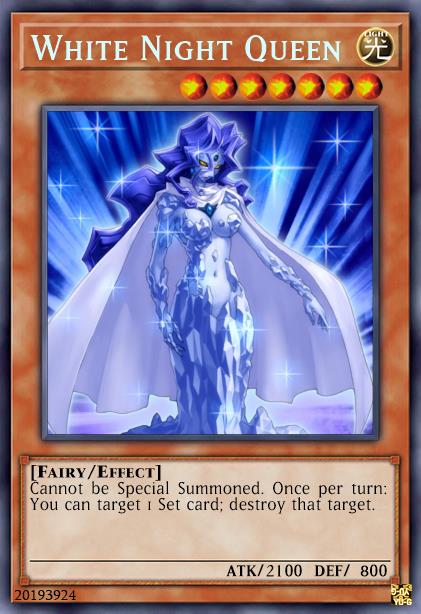 White Night Queen
LIGHT
光
[Fairy/Effect]
Cannot be Special Summoned. Once per turn:
You can target 1 Set card; destroy that target.
ATK/2100 DEF/ 800
20193924